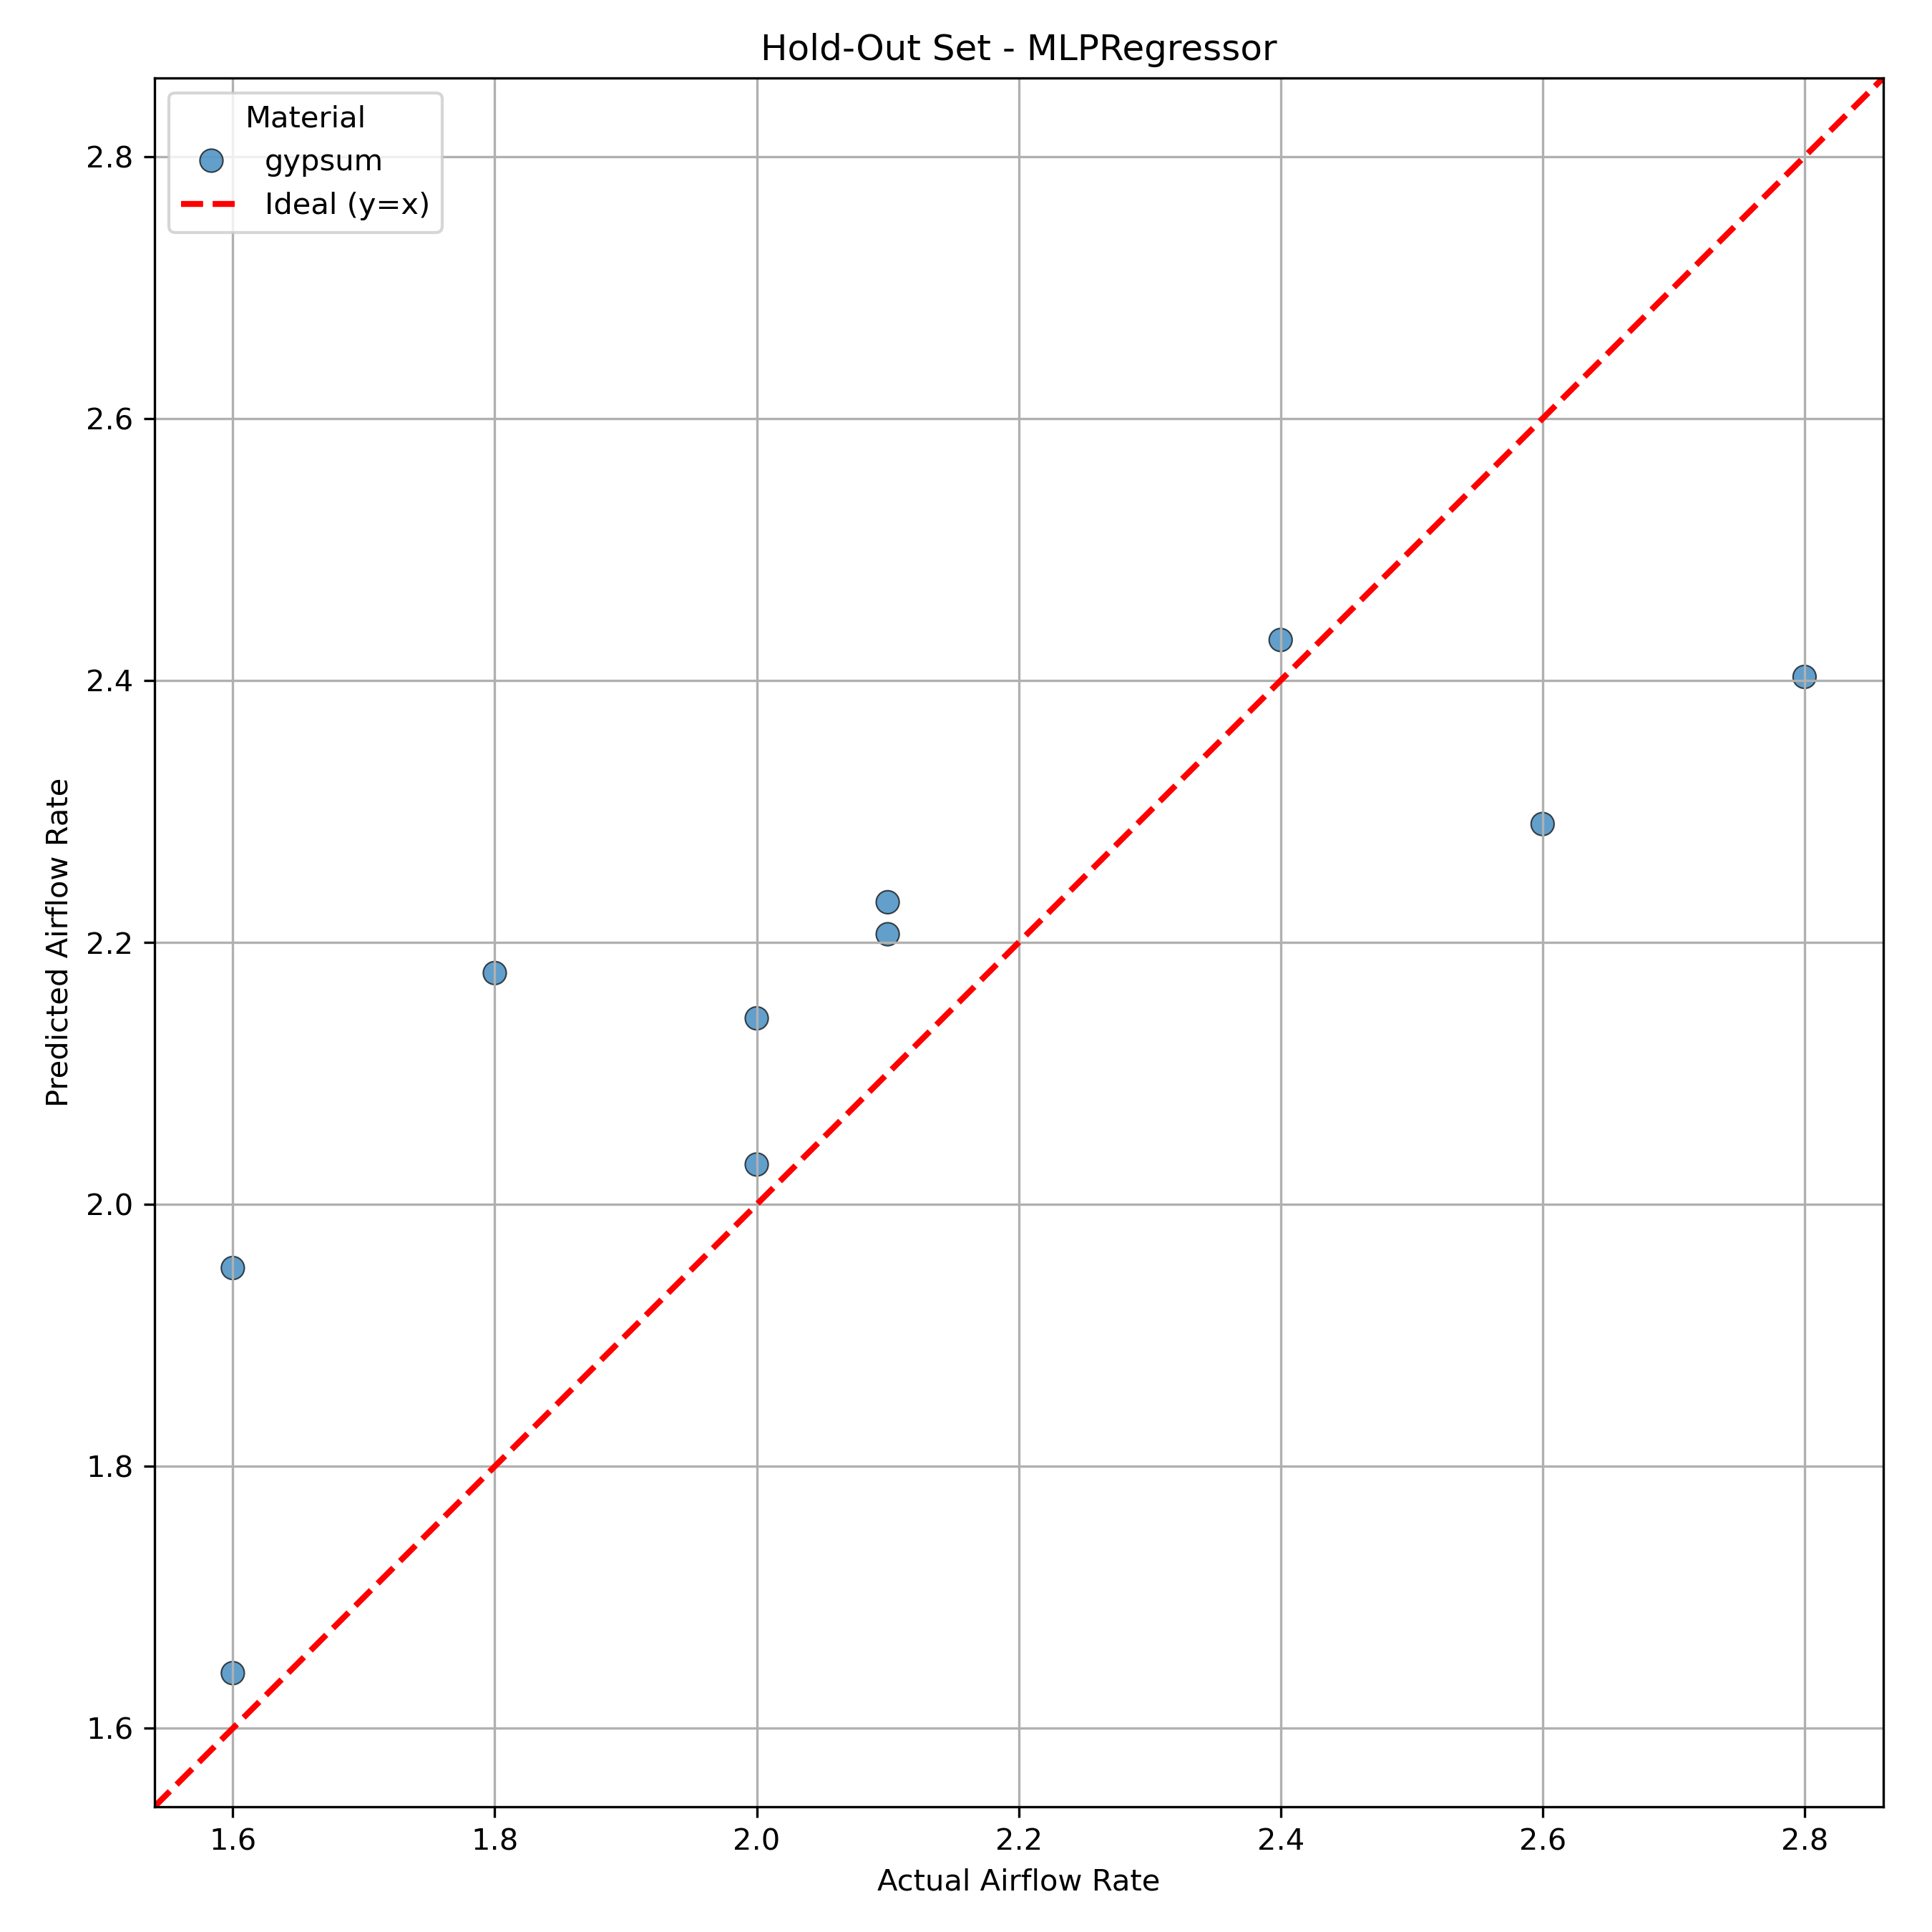 Hold-Out Set - MLPRegressor
Material
gypsum
Ideal (y=x)
2.8
2.6
2.4
2.2
2.0
1.8
1.6
Predicted Airflow Rate
1.6 1.8 2.0 2.2 2.4 2.6 2.8
Actual Airflow Rate